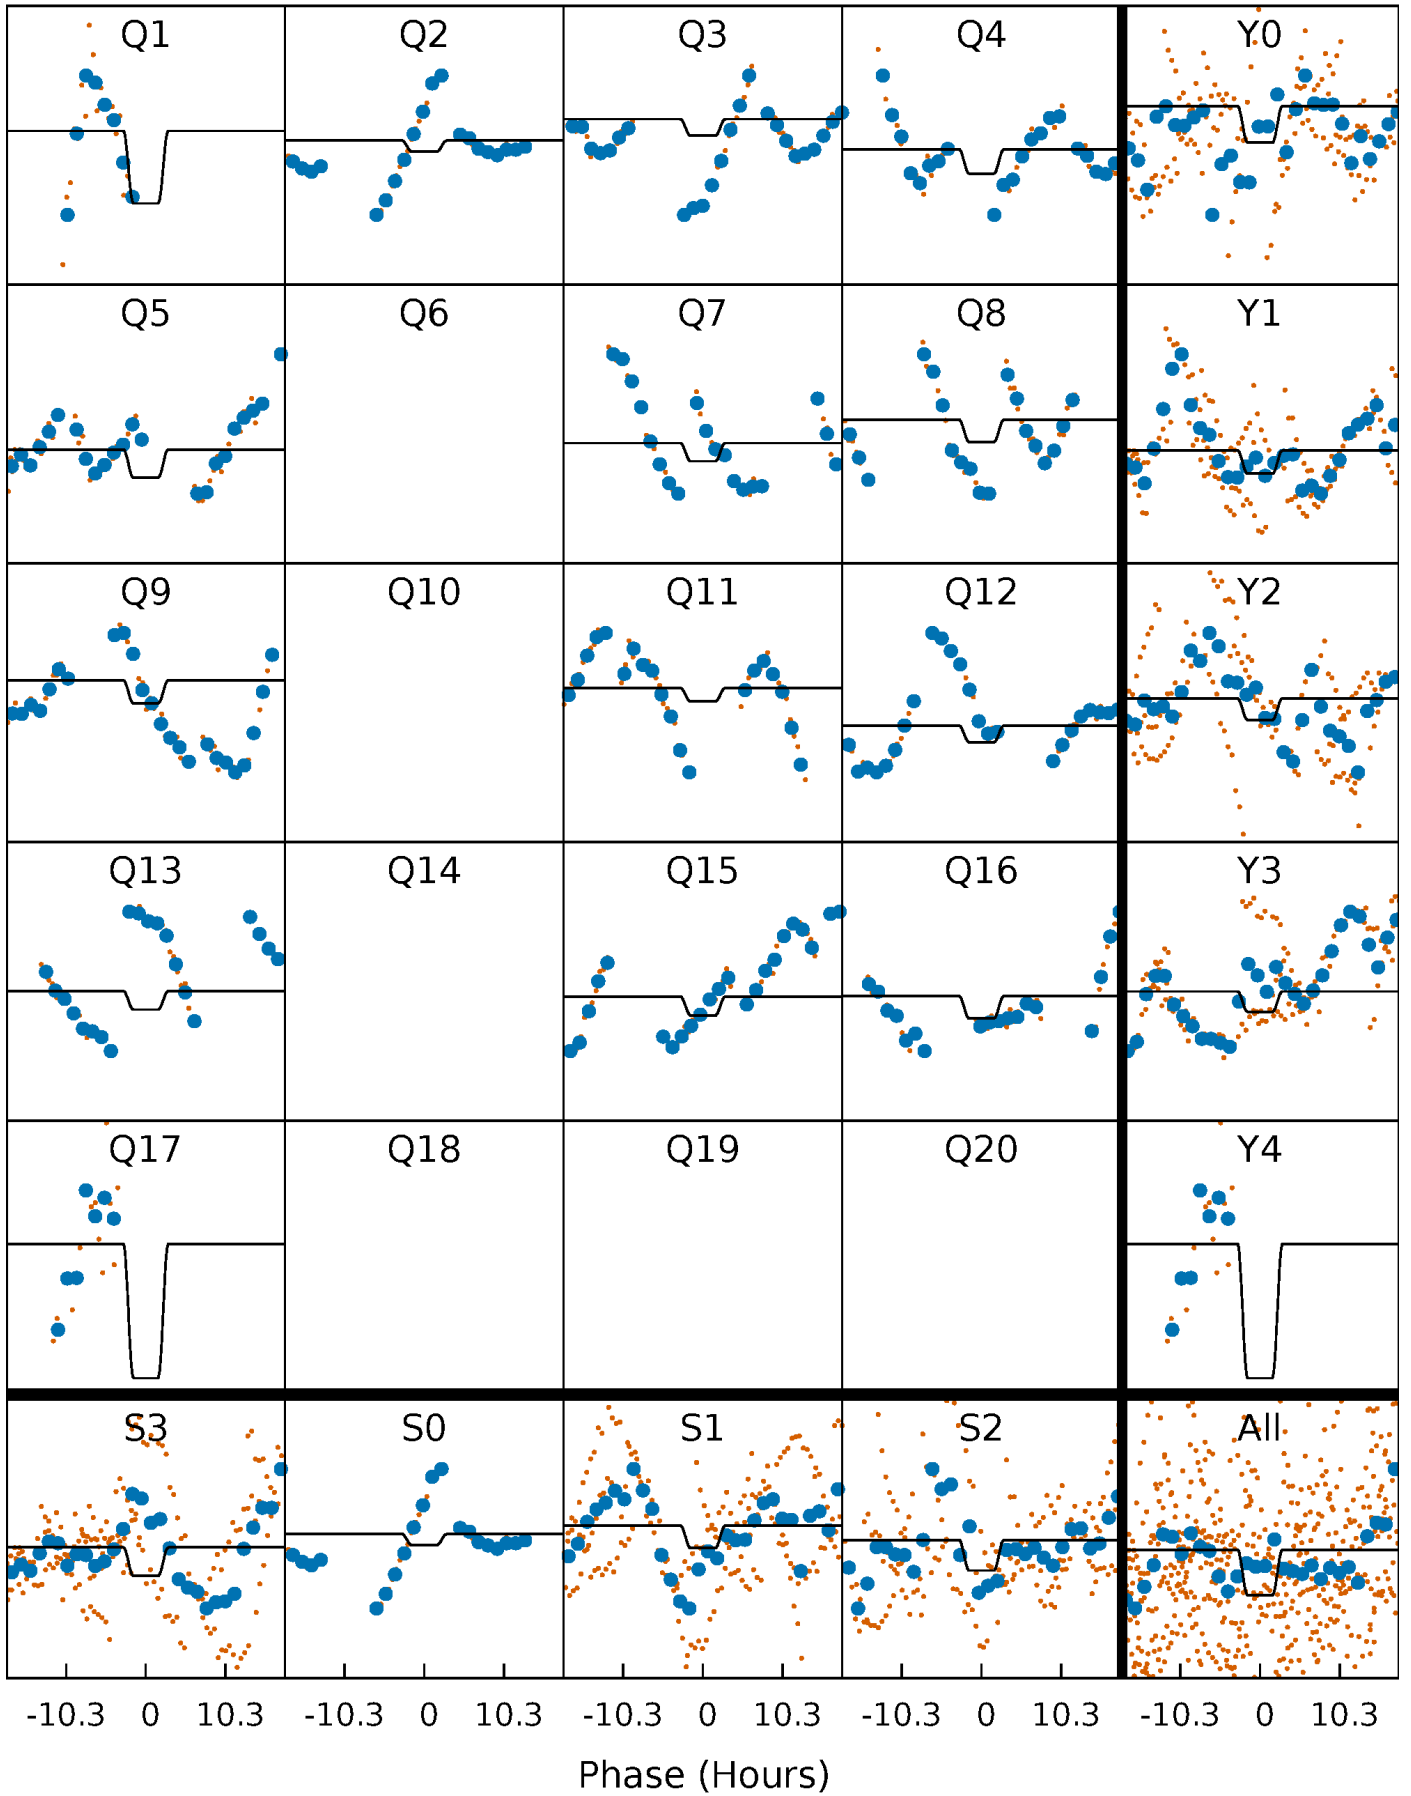 Q1 Q2 Q3 Q4 Y0
Q5 Q6 Q7 Q8 Y1
Q9 Q10 Q11 Q12 Y2
Q13 Q14 Q15 Q16 Y3
Q17 Q18 Q19 Q20 Y4
S3 S0 S1 S2 All
-10.3 0 10.3 -10.3 0 10.3 -10.3 0 10.3 -10.3 0 10.3 -10.3 0 10.3
Phase (Hours)